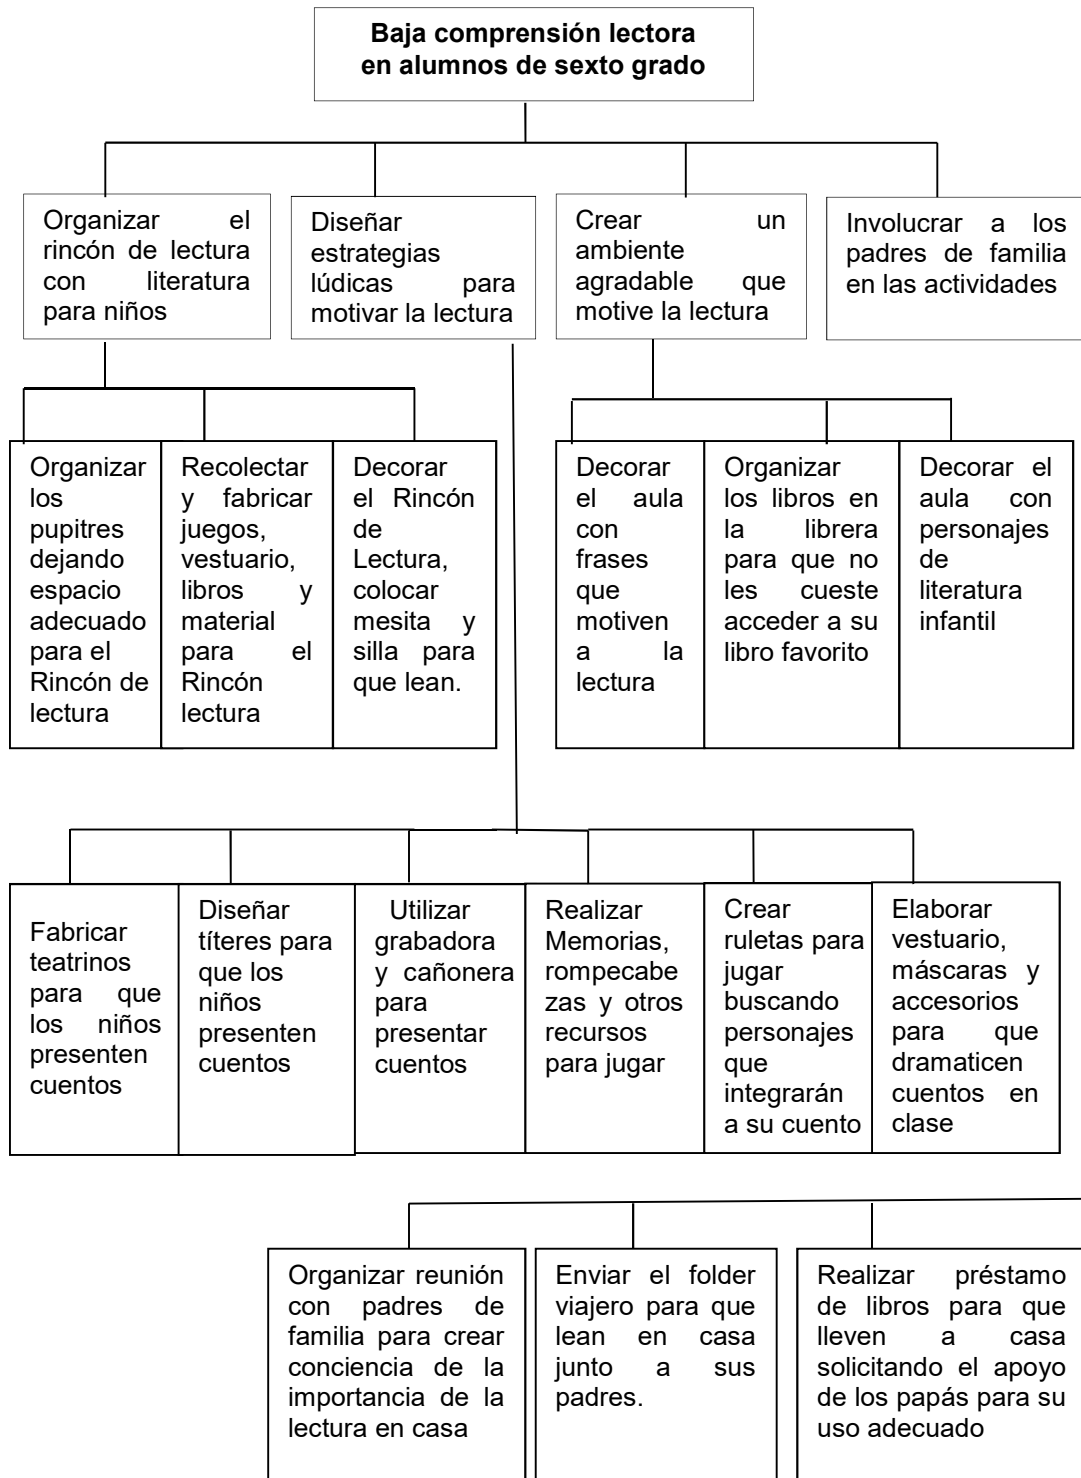 Baja comprensión lectora
en alumnos de sexto grado
Organizar el
rincón de lectura
con literatura
para niños
Diseñar
estrategias
lúdicas para
motivar la lectura
Crear un
ambiente
agradable que
motive la lectura
Involucrar a los
padres de familia
en las actividades
Organizar
los
pupitres
dejando
espacio
adecuado
para el
Rincón de
lectura
Recolectar
y fabricar
juegos,
vestuario,
libros y
material
para el
Rincón
lectura
Decorar
el Rincón
de
Lectura,
colocar
mesita y
silla para
que lean.
Decorar
el aula
con
frases
que
motiven
a la
lectura
Organizar
los libros en
la librera
para que no
les cueste
acceder a su
libro favorito
Decorar el
aula con
personajes
de
literatura
infantil
Fabricar
teatrinos
para que
los niños
presenten
cuentos
Diseñar
títeres para
que los
niños
presenten
cuentos
Utilizar
grabadora
y cañonera
para
presentar
cuentos
Realizar
Memorias,
rompecabe
zas y otros
recursos
para jugar
Crear
ruletas para
jugar
buscando
personajes
que
integrarán
a su cuento
Elaborar
vestuario,
máscaras y
accesorios
para que
dramaticen
cuentos en
clase
Organizar reunión
con padres de
familia para crear
conciencia de la
importancia de la
lectura en casa
Enviar el folder
viajero para que
lean en casa
junto a sus
padres.
Realizar préstamo
de libros para que
lleven a casa
solicitando el apoyo
de los papás para su
uso adecuado